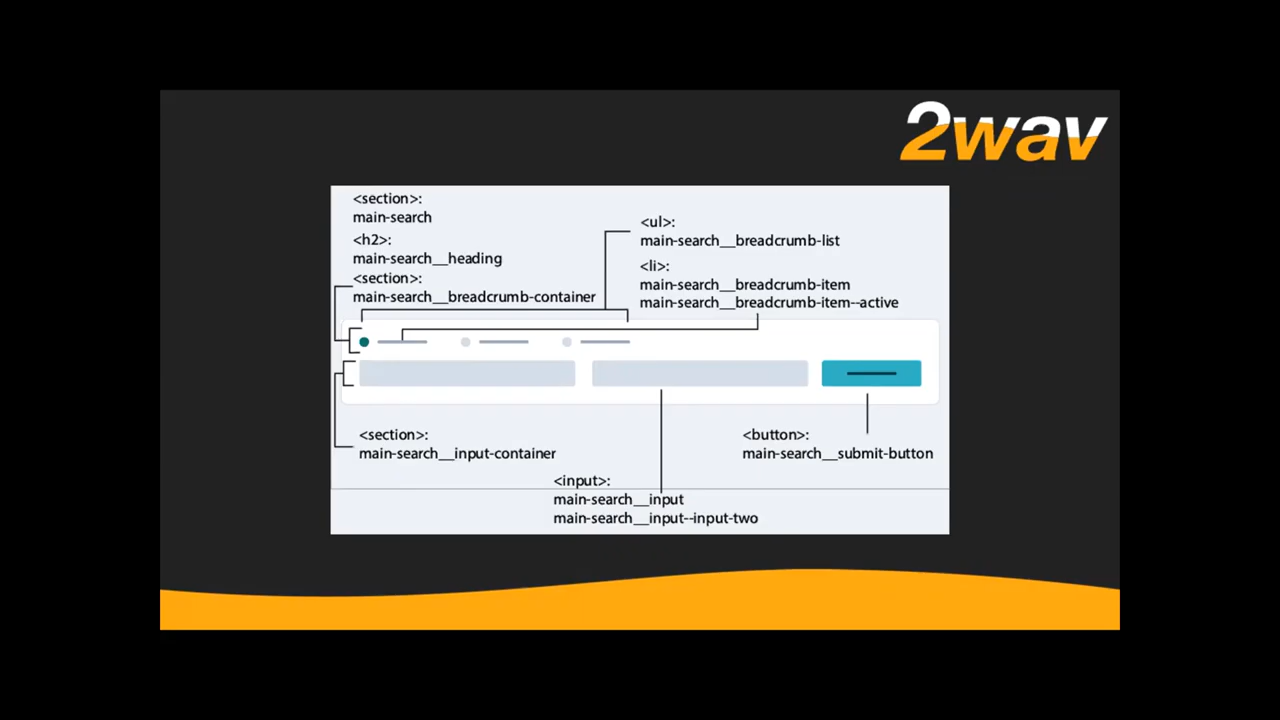 2wav
<section>:
main-search
<h2>:
main-search__heading
<section>:
main-search__breadcrumb-container
<ul>:
main-search__breadcrumb-list
<li>:
main-search__breadcrumb-item
main-search__breadcrumb-item--active
<section>:
main-search__input-container
<button>:
main-search__submit-button
<input>:
main-search__input
main-search__input--input-two